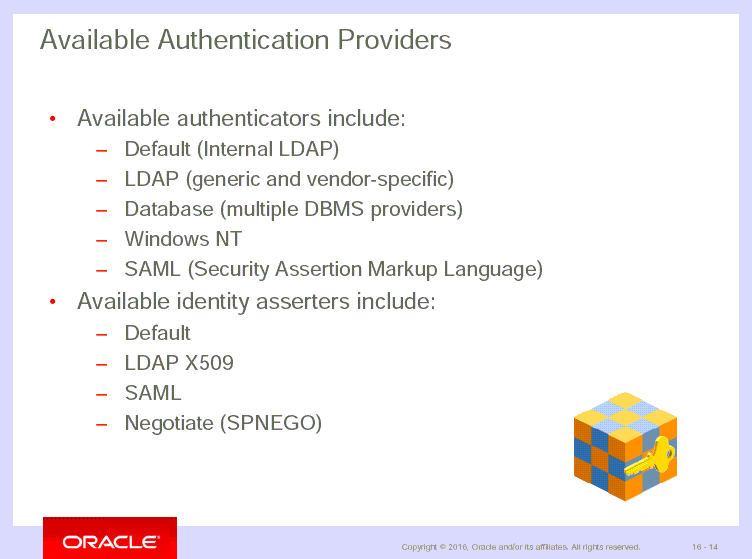 Available Authentication Providers
• Available authenticators include:
– Default (Internal LDAP)
– LDAP (generic and vendor-specific)
– Database (multiple DBMS providers)
– Windows NT
– SAML (Security Assertion Markup Language)
• Available identity asserters include:
– Default
– LDAP X509
– SAML
– Negotiate (SPNEGO)
ORACLE®
Copyright © 2016, Oracle and/or its affiliates. All rights reserved.
16 - 14